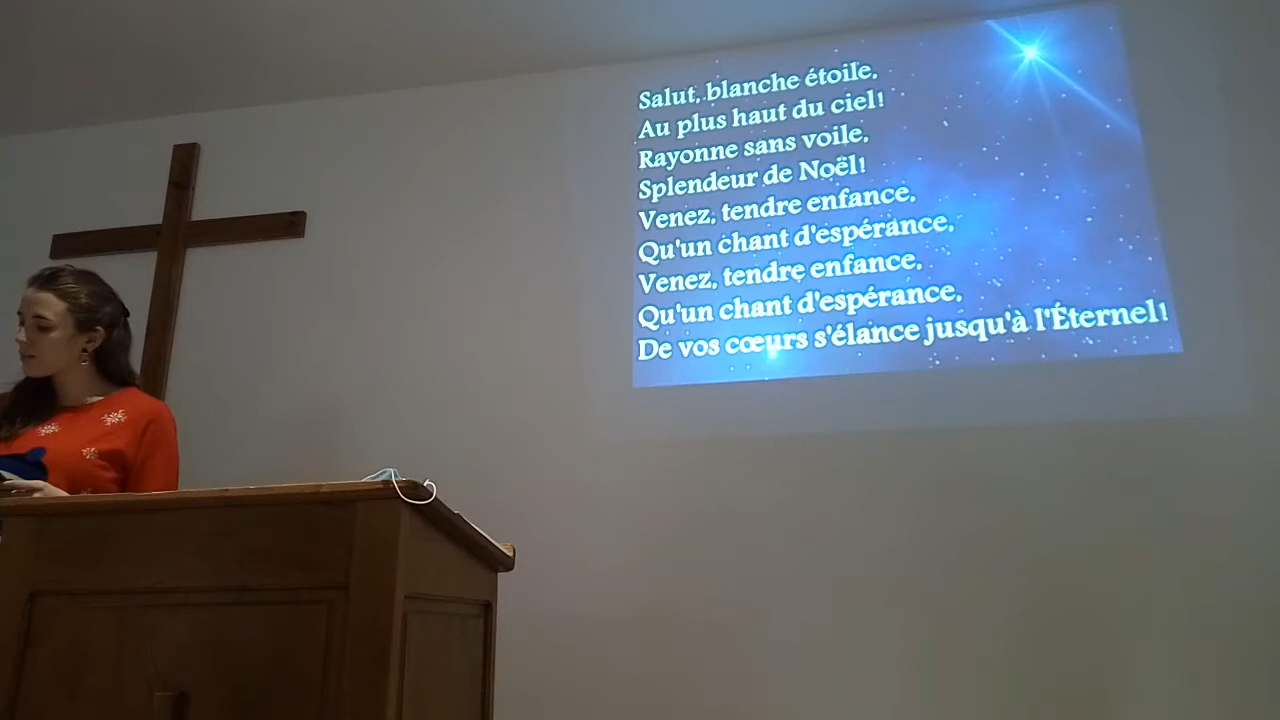 Salut, blanche étoile,
Au plus haut du ciel!
Rayonne sans voile,
Splendeur de Noël!
Venez, tendre enfance,
Qu'un chant d'espérance,
Venez, tendre enfance,
Qu'un chant d'espérance,
De vos cœurs s'élance jusqu'à l'Éternel!